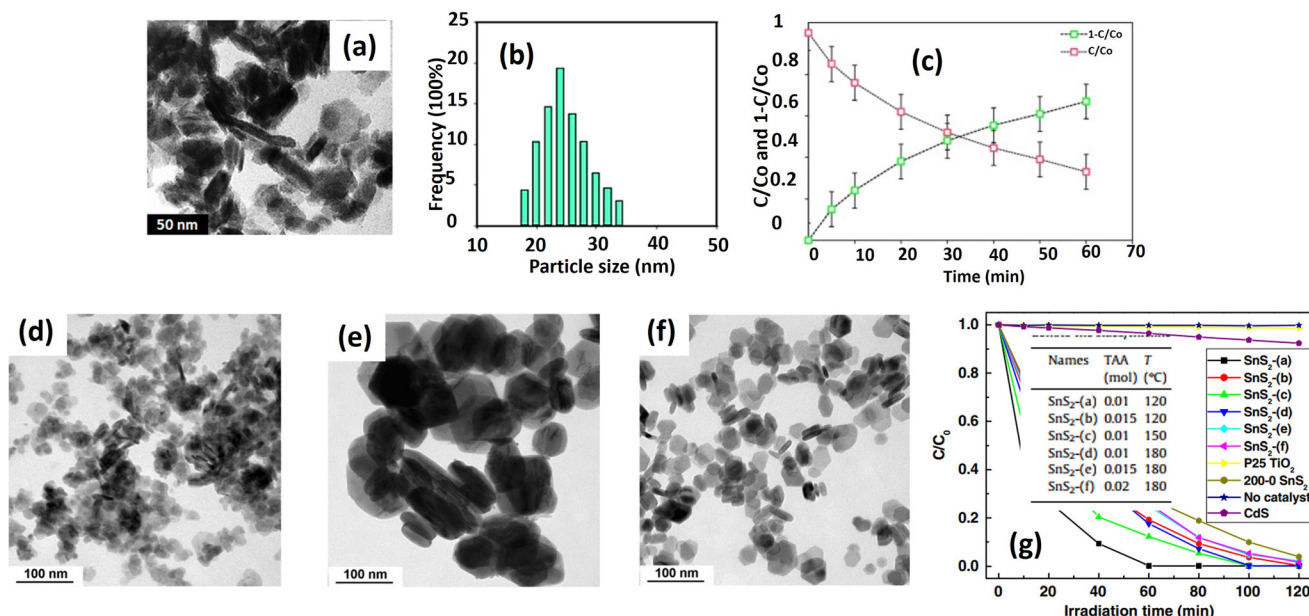 (a)
50 nm
(b)
Frequency (100%)
25
20
15
10
5
0
10 20 30 40 50
Particle size (nm)
(c)
1-C/Co
C/Co
C/Co and 1-C/Co
1
0.8
0.6
0.4
0.2
0
0 10 20 30 40 50 60 70
Time (min)
(d)
100 nm
(e)
100 nm
(f)
100 nm
(g)
C/C₀
1.0
0.8
0.6
0.4
0.2
0.0
0 20 40 60 80 100 120
Irradiation time (min)
Names TAA T
(mol) (°C)
SnS₂-(a) 0.01 120
SnS₂-(b) 0.015 120
SnS₂-(c) 0.01 150
SnS₂-(d) 0.01 180
SnS₂-(e) 0.015 180
SnS₂-(f) 0.02 180
SnS₂-(a)
SnS₂-(b)
SnS₂-(c)
SnS₂-(d)
SnS₂-(e)
SnS₂-(f)
P25 TiO₂
200-0 SnS₂
No catalyst
CdS